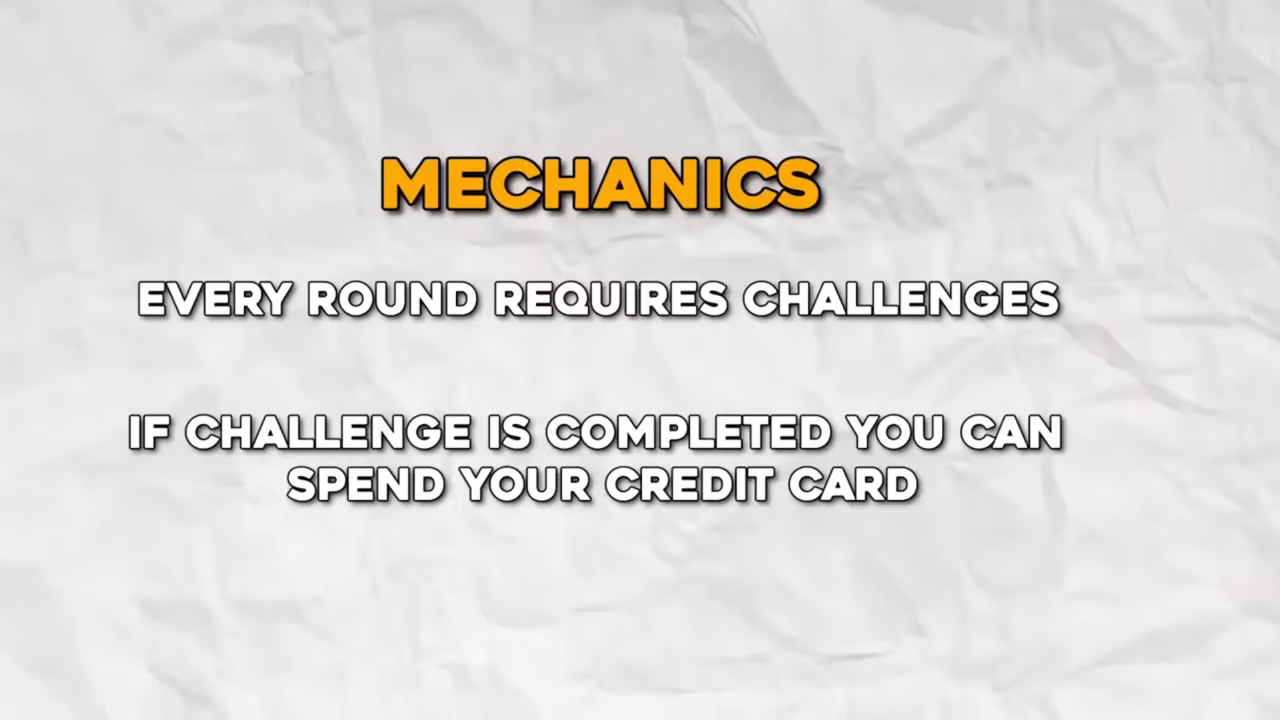 MECHANICS
EVERY ROUND REQUIRES CHALLENGES
IF CHALLENGE IS COMPLETED YOU CAN
SPEND YOUR CREDIT CARD